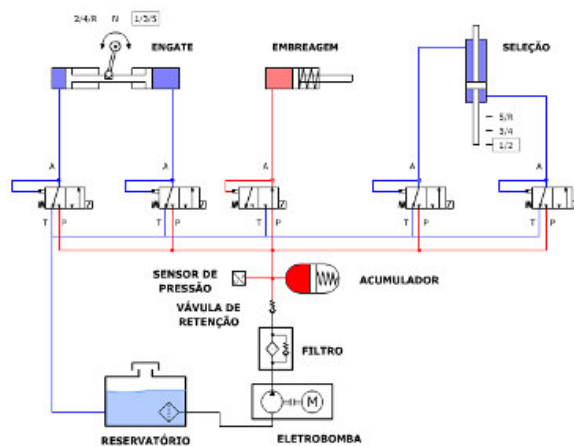 2/4/R N 1/3/5
ENGATE
EMBREAGEM
SELEÇÃO
5/R
3/4
1/2
A A A A A
T P T P T P T P T P
SENSOR DE
PRESSÃO
ACUMULADOR
VÁVULA DE
RETENÇÃO
FILTRO
M
RESERVATÓRIO
ELETROBOMBA